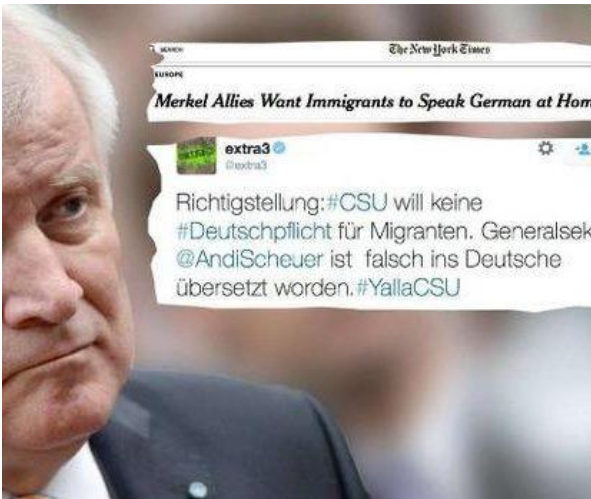 SEARCH
The New York Times
EUROPE
Merkel Allies Want Immigrants to Speak German at Hom
extra3
@extra3
Richtigstellung:#CSU will keine
#Deutschpflicht für Migranten. Generalsek
@AndiScheuer ist falsch ins Deutsche
übersetzt worden.#YallaCSU